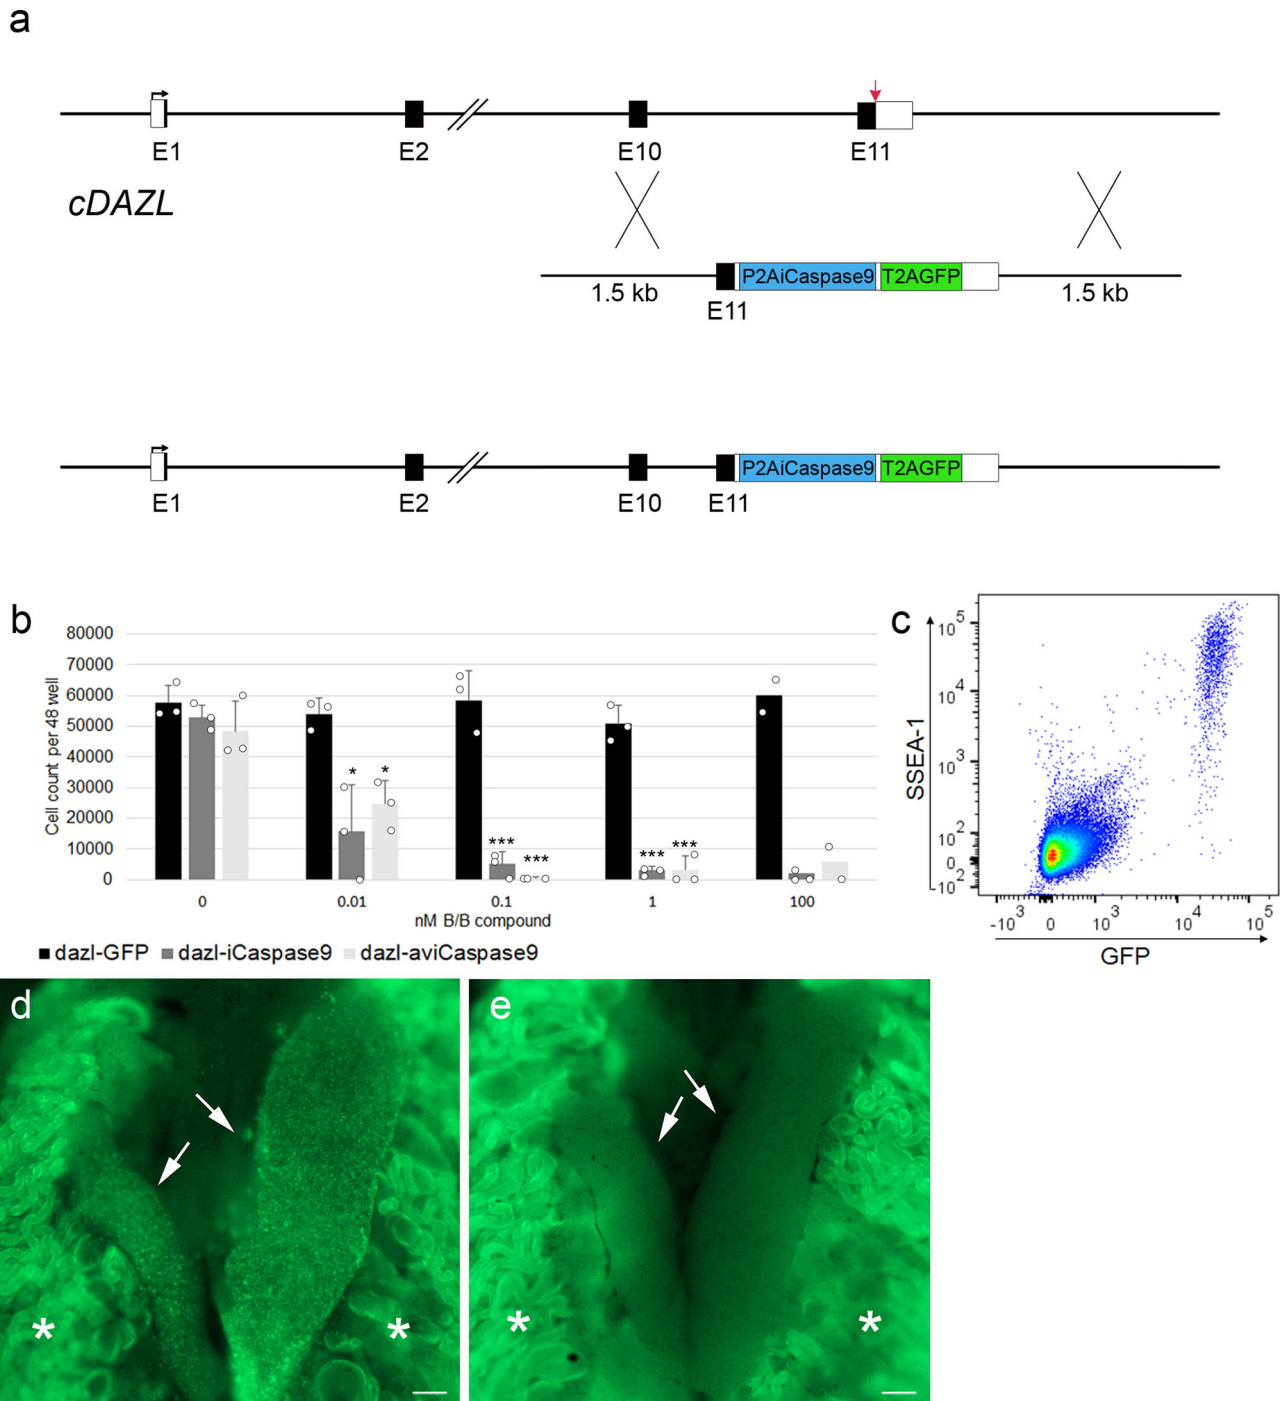 a
E1 E2 E10 E11
cDAZL
P2AiCaspase9 T2AGFP
1.5 kb 1.5 kb
E11
P2AiCaspase9 T2AGFP
E1 E2 E10 E11
b
Cell count per 48 well
80000
70000
60000
50000
40000
30000
20000
10000
0
* *
*** ***
*** ***
0 0.01 0.1 1 100
nM B/B compound
dazl-GFP dazl-iCaspase9 dazl-aviCaspase9
c
SSEA-1
10^5
10^4
10^3
10^2
0
-10^2
-10^3 0 10^3 10^4 10^5
GFP
d
* *
e
* *